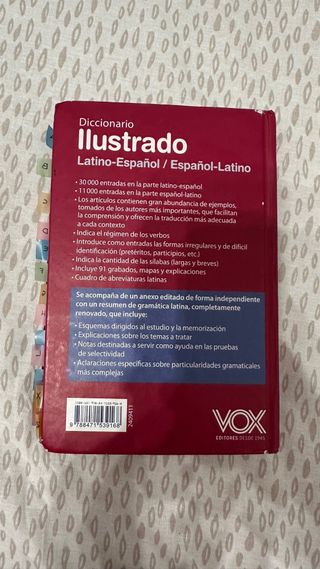 Diccionario
Ilustrado
Latino-Español / Español-Latino
• 30 000 entradas en la parte latino-español
• 11 000 entradas en la parte español-latino
• Los artículos contienen gran abundancia de ejemplos,
tomados de los autores más importantes, que facilitan
la comprensión y ofrecen la traducción más adecuada
a cada contexto
• Indica el régimen de los verbos
• Introduce como entradas las formas irregulares y de difícil
identificación (pretéritos, participios, etc.)
• Indica la cantidad de las sílabas (largas y breves)
• Incluye 91 grabados, mapas y explicaciones
• Cuadro de abreviaturas latinas
Se acompaña de un anexo editado de forma independiente
con un resumen de gramática latina, completamente
renovado, que incluye:
• Esquemas dirigidos al estudio y la memorización
• Explicaciones sobre los temas a tratar
• Notas destinadas a servir como ayuda en las pruebas
de selectividad
• Aclaraciones específicas sobre particularidades gramaticales
más complejas
9 788471 539168
2409411
VOX
EDITORES DESDE 1945